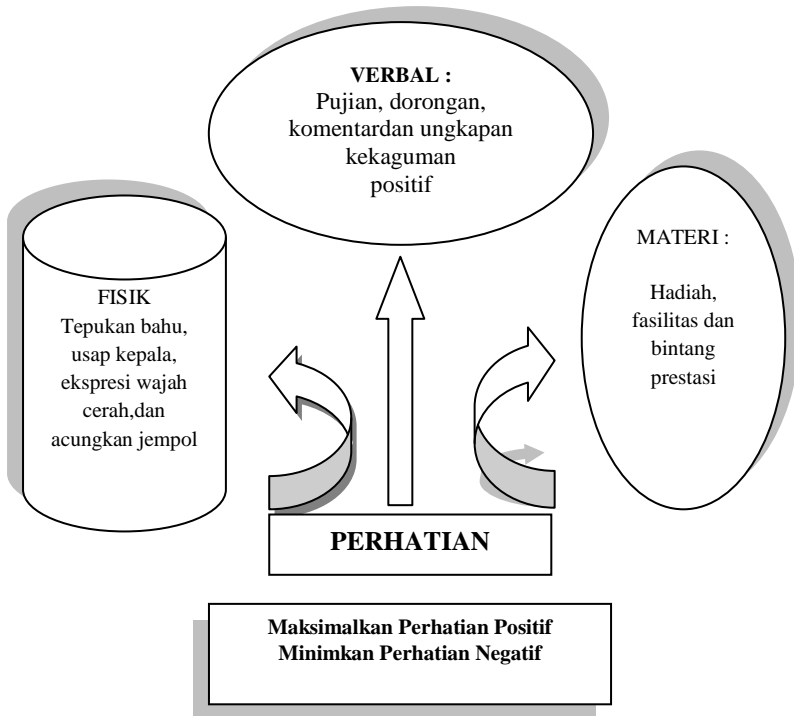 VERBAL :
Pujian, dorongan,
komentardan ungkapan
kekaguman
positif
FISIK
Tepukan bahu,
usap kepala,
ekspresi wajah
cerah,dan
acungkan jempol
MATERI :
Hadiah,
fasilitas dan
bintang
prestasi
PERHATIAN
Maksimalkan Perhatian Positif
Minimkan Perhatian Negatif